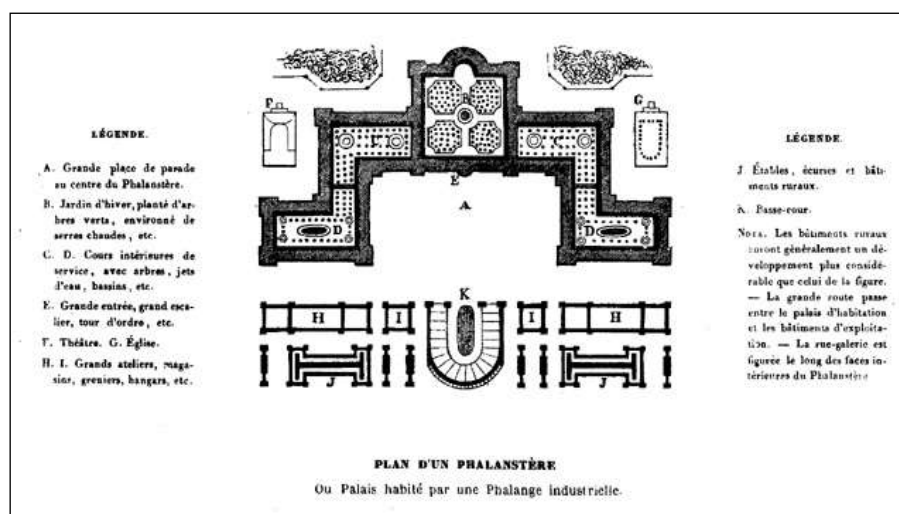 LÉGENDE.
A. Grande place de parade
au centre du Phalanstère.
B. Jardin d'hiver, planté d'ar-
bres verts, environné de
serres chaudes, etc.
C. D. Cours intérieures de
service, avec arbres, jets
d'eau, bassins, etc.
E. Grande entrée, grand esca-
lier, tour d'ordre, etc.
F. Théâtre. G. Église.
H. I. Grands ateliers, maga-
sins, greniers, hangars, etc.
F
B
G
C
C
E
A
D
D
K
H
I
I
H
J
J
LÉGENDE.
J. Étables, écuries et bâti-
ments ruraux.
K. Basse-cour.
NOTA. Les bâtiments ruraux
auront généralement un dé-
veloppement plus considé-
rable que celui de la figure.
— La grande route passe
entre le palais d'habitation
et les bâtiments d'exploita-
tion. — La rue-galerie est
figurée le long des faces in-
térieures du Phalanstère
PLAN D'UN PHALANSTÈRE
Ou Palais habité par une Phalange industrielle.